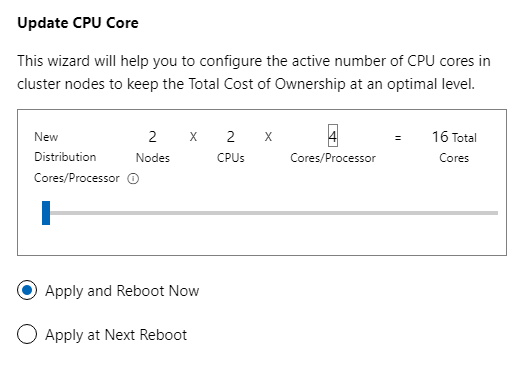 Update CPU Core
This wizard will help you to configure the active number of CPU cores in
cluster nodes to keep the Total Cost of Ownership at an optimal level.
New 2 X 2 X 4 = 16 Total
Distribution Nodes CPUs Cores/Processor Cores
Cores/Processor
Apply and Reboot Now
Apply at Next Reboot